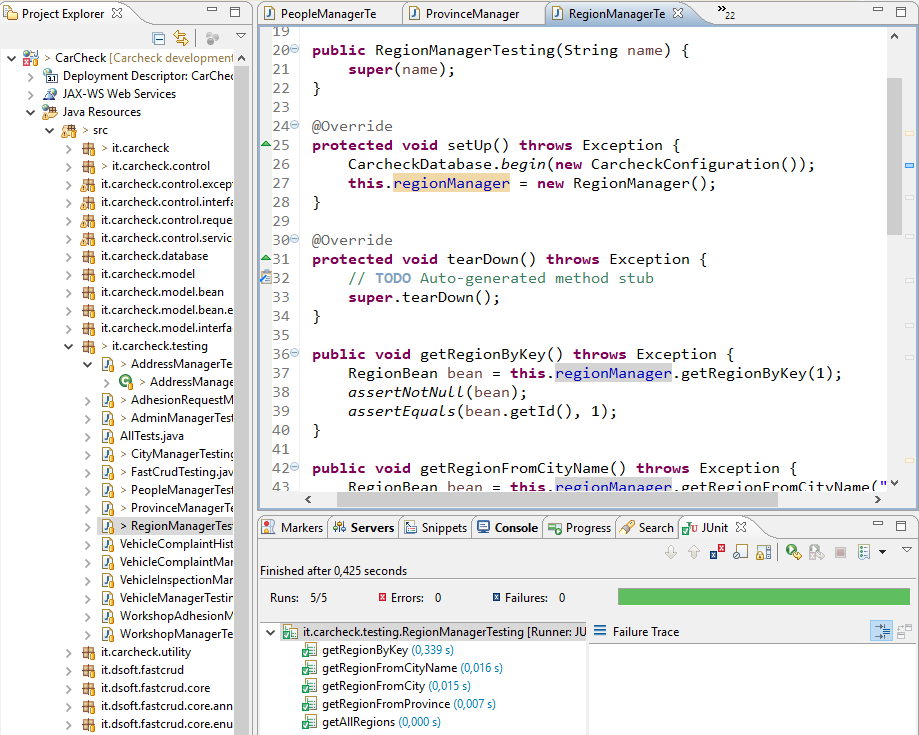 Project Explorer
> CarCheck [Carcheck development
Deployment Descriptor: CarChec
JAX-WS Web Services
Java Resources
> src
> it.carcheck
> it.carcheck.control
it.carcheck.control.excep
it.carcheck.control.interfa
it.carcheck.control.reque
it.carcheck.control.servic
it.carcheck.database
it.carcheck.model
it.carcheck.model.bean
it.carcheck.model.bean.e
it.carcheck.model.interfa
> it.carcheck.testing
> AddressManagerTe
> AddressManage
> AdhesionRequestM
> AdminManagerTest
AllTests.java
> CityManagerTesting
> FastCrudTesting.jav
> PeopleManagerTest
> ProvinceManagerTe
> RegionManagerTest
VehicleComplaintHist
VehicleComplaintMar
VehicleInspectionMar
VehicleManagerTestin
WorkshopAdhesionM
WorkshopManagerTe
it.carcheck.utility
it.dsoft.fastcrud
it.dsoft.fastcrud.core
it.dsoft.fastcrud.core.ann
it.dsoft.fastcrud.core.enu
PeopleManagerTe ProvinceManager RegionManagerTe »22
19
20 public RegionManagerTesting(String name) {
21 super(name);
22 }
23
24 @Override
25 protected void setUp() throws Exception {
26 CarcheckDatabase.begin(new CarcheckConfiguration());
27 this.regionManager = new RegionManager();
28 }
29
30 @Override
31 protected void tearDown() throws Exception {
32 // TODO Auto-generated method stub
33 super.tearDown();
34 }
35
36 public void getRegionByKey() throws Exception {
37 RegionBean bean = this.regionManager.getRegionByKey(1);
38 assertNotNull(bean);
39 assertEquals(bean.getId(), 1);
40 }
41
42 public void getRegionFromCityName() throws Exception {
43 RegionBean bean = this.regionManager.getRegionFromCityName("
Markers Servers Snippets Console Progress Search JUnit
Finished after 0,425 seconds
Runs: 5/5 Errors: 0 Failures: 0
it.carcheck.testing.RegionManagerTesting [Runner: JU
Failure Trace
getRegionByKey (0,339 s)
getRegionFromCityName (0,016 s)
getRegionFromCity (0,015 s)
getRegionFromProvince (0,007 s)
getAllRegions (0,000 s)